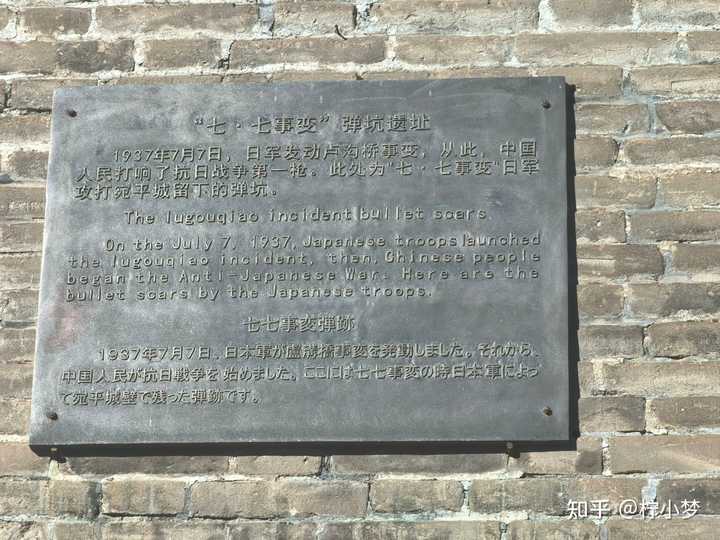 “七·七事变”弹坑遗址
1937年7月7日，日军发动卢沟桥事变，从此，中国
人民打响了抗日战争第一枪。此处为“七·七事变”日军
攻打宛平城留下的弹坑。
The lugouqiao incident bullet scars.
On the July 7, 1937, Japanese troops launched
the lugouqiao incident, then, Chinese people
began the Anti-Japanese War. Here are the
bullet scars by the Japanese troops.
七七事変弾跡
1937年7月7日、日本軍が盧溝橋事変を発動しました。それから、
中国人民が抗日戦争を始めました。ここは七七事変の時日本軍によっ
て宛平城壁で残った弾跡です。
知乎 @柠小梦